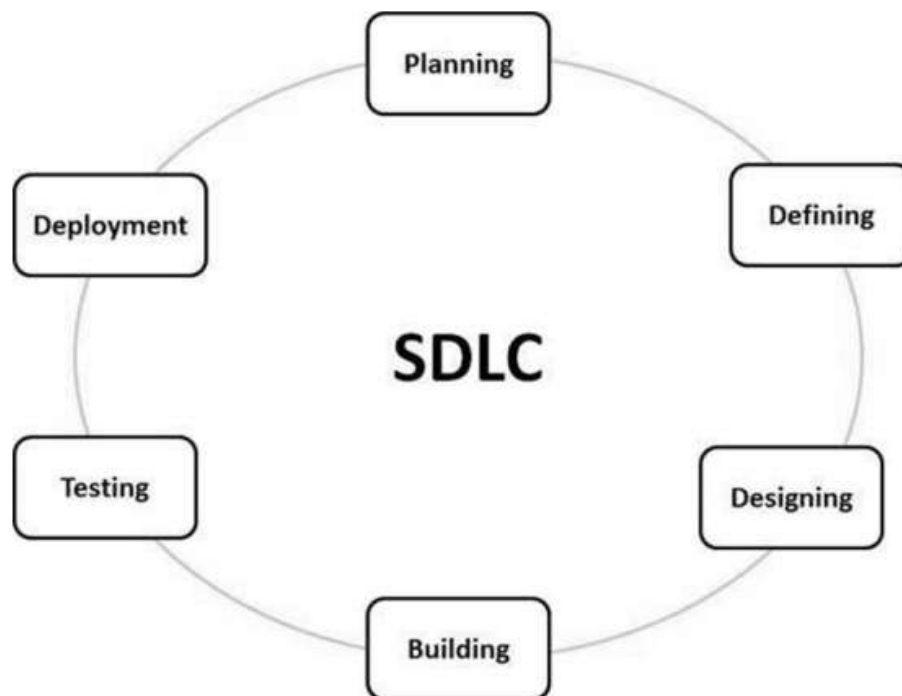 Planning
Deployment
Defining
SDLC
Testing
Designing
Building